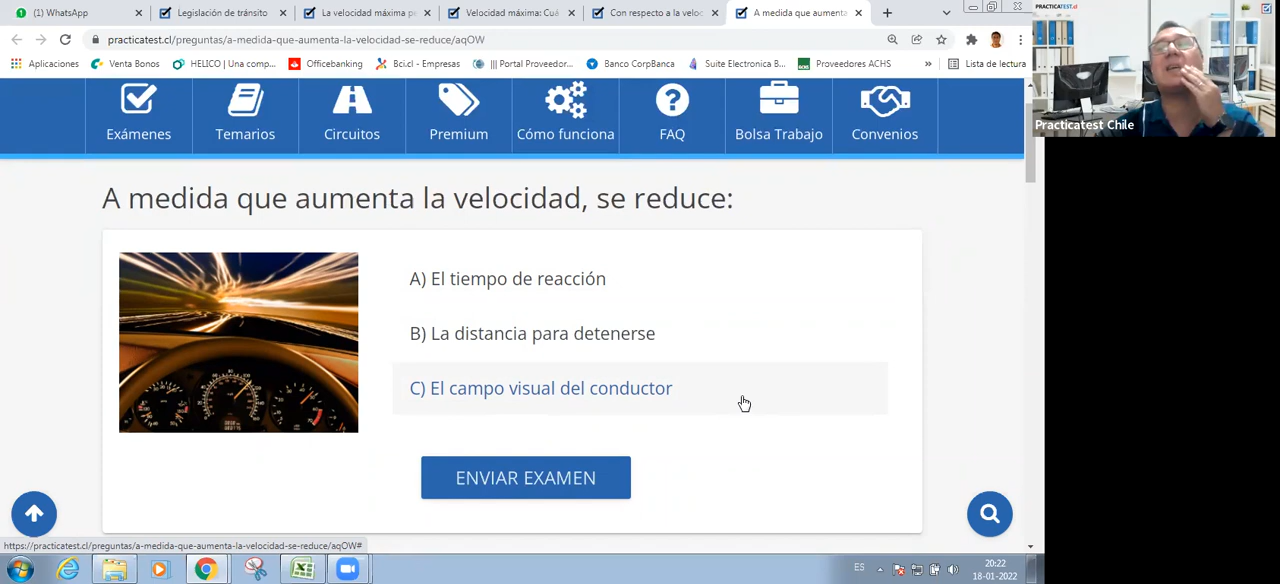 (1) WhatsApp
Legislación de tránsito
La velocidad máxima pe
Velocidad máxima: Cuá
Con respecto a la veloc
A medida que aumenta
practicatest.cl/preguntas/a-medida-que-aumenta-la-velocidad-se-reduce/aqOW
Aplicaciones
Venta Bonos
HELICO | Una comp...
Officebanking
Bci.cl - Empresas
||| Portal Proveedor...
Banco CorpBanca
Suite Electronica B...
Proveedores ACHS
»
Lista de lectura
PRACTICATEST.cl
Practicatest Chile
Exámenes
Temarios
Circuitos
Premium
Cómo funciona
FAQ
Bolsa Trabajo
Convenios
A medida que aumenta la velocidad, se reduce:
A) El tiempo de reacción
B) La distancia para detenerse
C) El campo visual del conductor
ENVIAR EXAMEN
https://practicatest.cl/preguntas/a-medida-que-aumenta-la-velocidad-se-reduce/aqOW#
ES
20:22
18-01-2022